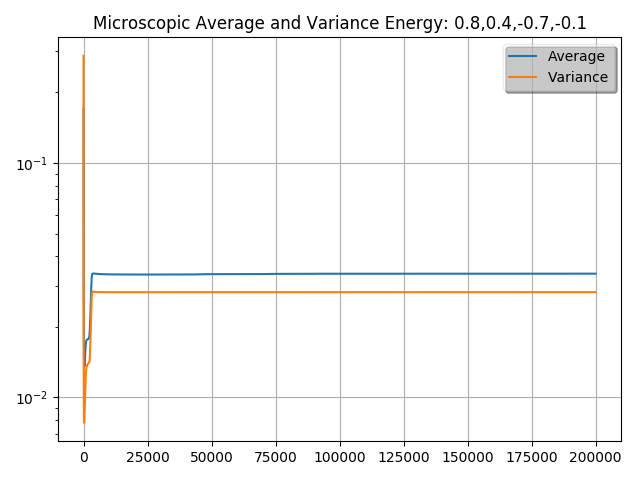 Microscopic Average and Variance Energy: 0.8,0.4,-0.7,-0.1
Average
Variance
10⁻¹
10⁻²
0 25000 50000 75000 100000 125000 150000 175000 200000